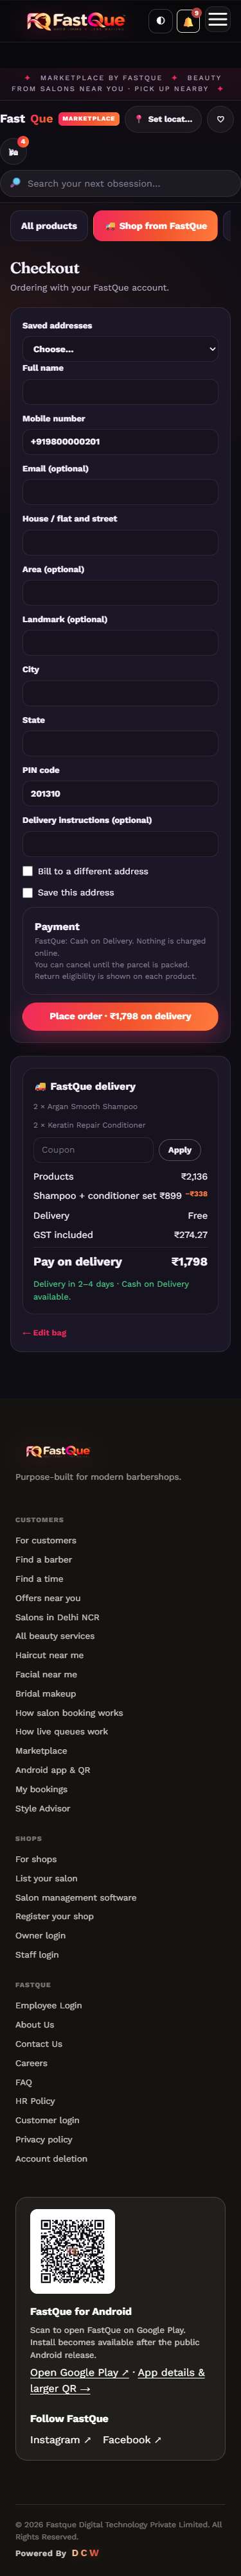 FastQue
9
✦ MARKETPLACE BY FASTQUE ✦ BEAUTY
FROM SALONS NEAR YOU · PICK UP NEARBY ✦
Fast Que MARKETPLACE
Set locat...
4
Search your next obsession...
All products
Shop from FastQue
Checkout
Ordering with your FastQue account.
Saved addresses
Choose...
Full name
Mobile number
+919800000201
Email (optional)
House / flat and street
Area (optional)
Landmark (optional)
City
State
PIN code
201310
Delivery instructions (optional)
Bill to a different address
Save this address
Payment
FastQue: Cash on Delivery. Nothing is charged
online.
You can cancel until the parcel is packed.
Return eligibility is shown on each product.
Place order · ₹1,798 on delivery
FastQue delivery
2 × Argan Smooth Shampoo
2 × Keratin Repair Conditioner
Coupon
Apply
Products ₹2,136
Shampoo + conditioner set ₹899 −₹338
Delivery Free
GST included ₹274.27
Pay on delivery ₹1,798
Delivery in 2–4 days · Cash on Delivery
available.
← Edit bag
FastQue
Purpose-built for modern barbershops.
CUSTOMERS
For customers
Find a barber
Find a time
Offers near you
Salons in Delhi NCR
All beauty services
Haircut near me
Facial near me
Bridal makeup
How salon booking works
How live queues work
Marketplace
Android app & QR
My bookings
Style Advisor
SHOPS
For shops
List your salon
Salon management software
Register your shop
Owner login
Staff login
FASTQUE
Employee Login
About Us
Contact Us
Careers
FAQ
HR Policy
Customer login
Privacy policy
Account deletion
FastQue for Android
Scan to open FastQue on Google Play.
Install becomes available after the public
Android release.
Open Google Play ↗ · App details &
larger QR →
Follow FastQue
Instagram ↗ Facebook ↗
© 2026 Fastque Digital Technology Private Limited. All
Rights Reserved.
Powered By DCW